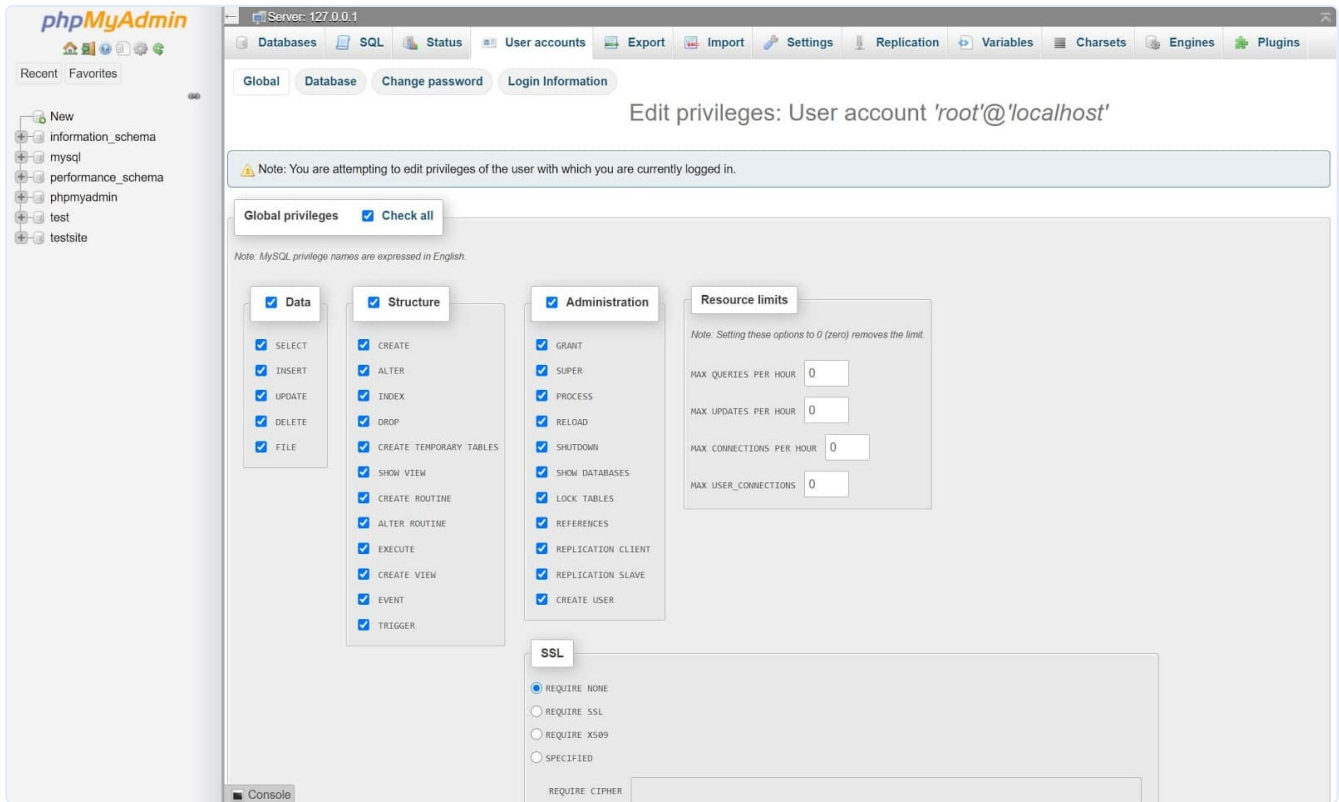 phpMyAdmin
Recent Favorites
New
information_schema
mysql
performance_schema
phpmyadmin
test
testsite
Server: 127.0.0.1
Databases SQL Status User accounts Export Import Settings Replication Variables Charsets Engines Plugins
Global Database Change password Login Information
Edit privileges: User account 'root'@'localhost'
Note: You are attempting to edit privileges of the user with which you are currently logged in.
Global privileges Check all
Note: MySQL privilege names are expressed in English.
Data
SELECT
INSERT
UPDATE
DELETE
FILE
Structure
CREATE
ALTER
INDEX
DROP
CREATE TEMPORARY TABLES
SHOW VIEW
CREATE ROUTINE
ALTER ROUTINE
EXECUTE
CREATE VIEW
EVENT
TRIGGER
Administration
GRANT
SUPER
PROCESS
RELOAD
SHUTDOWN
SHOW DATABASES
LOCK TABLES
REFERENCES
REPLICATION CLIENT
REPLICATION SLAVE
CREATE USER
Resource limits
Note: Setting these options to 0 (zero) removes the limit.
MAX QUERIES PER HOUR 0
MAX UPDATES PER HOUR 0
MAX CONNECTIONS PER HOUR 0
MAX USER_CONNECTIONS 0
SSL
REQUIRE NONE
REQUIRE SSL
REQUIRE X509
SPECIFIED
REQUIRE CIPHER
Console